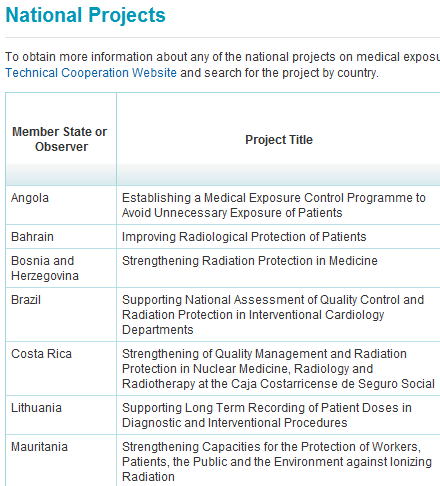 National Projects
To obtain more information about any of the national projects on medical
Technical Cooperation Website and search for the project by country.
Member State or
Observer
Project Title
Angola
Establishing a Medical Exposure Control Programme to
Avoid Unnecessary Exposure of Patients
Bahrain
Improving Radiological Protection of Patients
Bosnia and
Herzegovina
Strengthening Radiation Protection in Medicine
Brazil
Supporting National Assessment of Quality Control and
Radiation Protection in Interventional Cardiology
Departments
Costa Rica
Strengthening of Quality Management and Radiation
Protection in Nuclear Medicine, Radiology and
Radiotherapy at the Caja Costarricense de Seguro Social
Lithuania
Supporting Long Term Recording of Patient Doses in
Diagnostic and Interventional Procedures
Mauritania
Strengthening Capacities for the Protection of Workers,
Patients, the Public and the Environment against Ionizing
Radiation